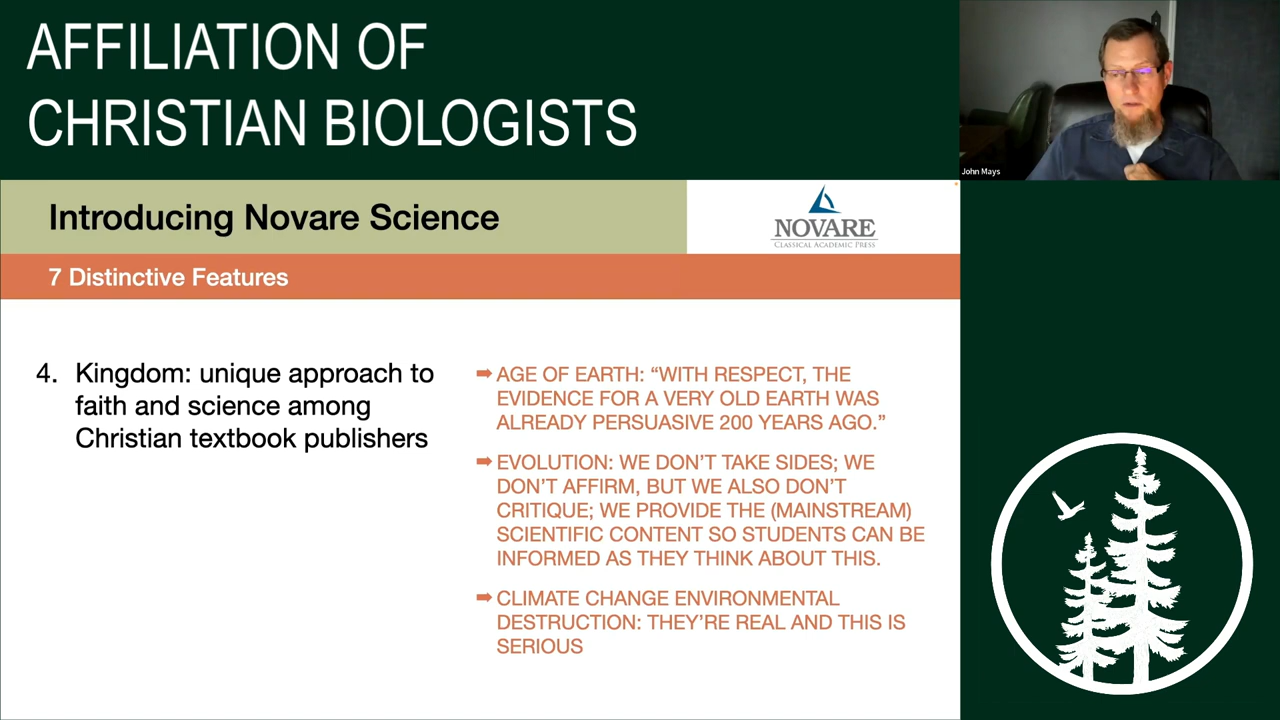 AFFILIATION OF
CHRISTIAN BIOLOGISTS
John Mays
Introducing Novare Science
NOVARE
CLASSICAL ACADEMIC PRESS
7 Distinctive Features
4. Kingdom: unique approach to
faith and science among
Christian textbook publishers
➡ AGE OF EARTH: “WITH RESPECT, THE
EVIDENCE FOR A VERY OLD EARTH WAS
ALREADY PERSUASIVE 200 YEARS AGO.”
➡ EVOLUTION: WE DON’T TAKE SIDES; WE
DON’T AFFIRM, BUT WE ALSO DON’T
CRITIQUE; WE PROVIDE THE (MAINSTREAM)
SCIENTIFIC CONTENT SO STUDENTS CAN BE
INFORMED AS THEY THINK ABOUT THIS.
➡ CLIMATE CHANGE ENVIRONMENTAL
DESTRUCTION: THEY’RE REAL AND THIS IS
SERIOUS